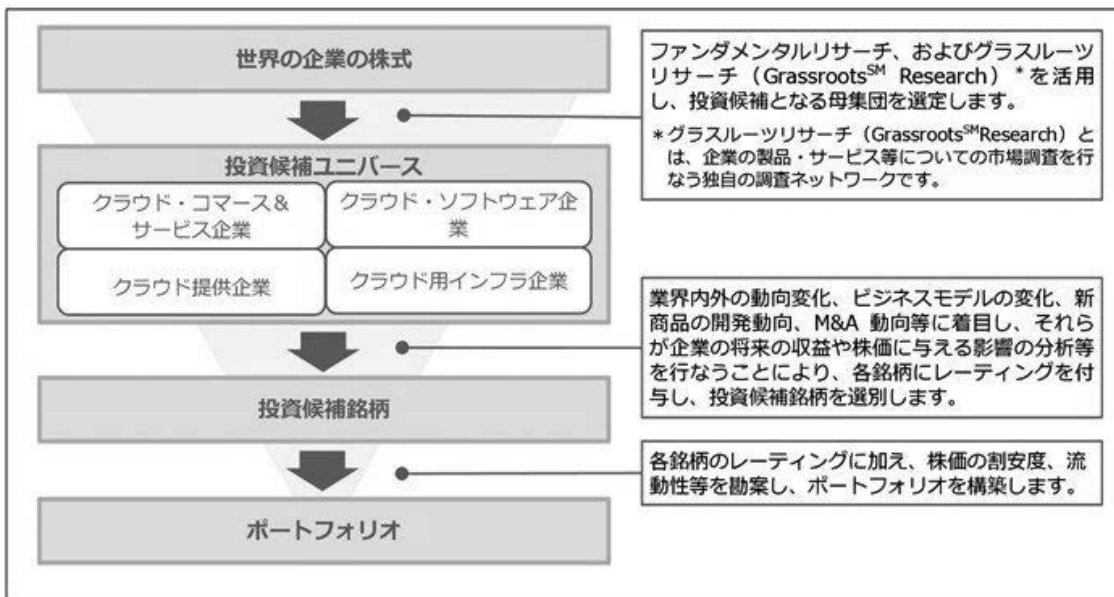 世界の企業の株式
ファンダメンタルリサーチ、およびグラスルーツ
リサーチ（Grassroots℠ Research）＊を活用
し、投資候補となる母集団を選定します。
＊グラスルーツリサーチ（Grassroots℠Research）と
は、企業の製品・サービス等についての市場調査を行
なう独自の調査ネットワークです。
投資候補ユニバース
クラウド・コマース＆
サービス企業
クラウド・ソフトウェア企
業
クラウド提供企業
クラウド用インフラ企業
業界内外の動向変化、ビジネスモデルの変化、新
商品の開発動向、M&A 動向等に着目し、それら
が企業の将来の収益や株価に与える影響の分析等
を行なうことにより、各銘柄にレーティングを付
与し、投資候補銘柄を選別します。
投資候補銘柄
各銘柄のレーティングに加え、株価の割安度、流
動性等を勘案し、ポートフォリオを構築します。
ポートフォリオ